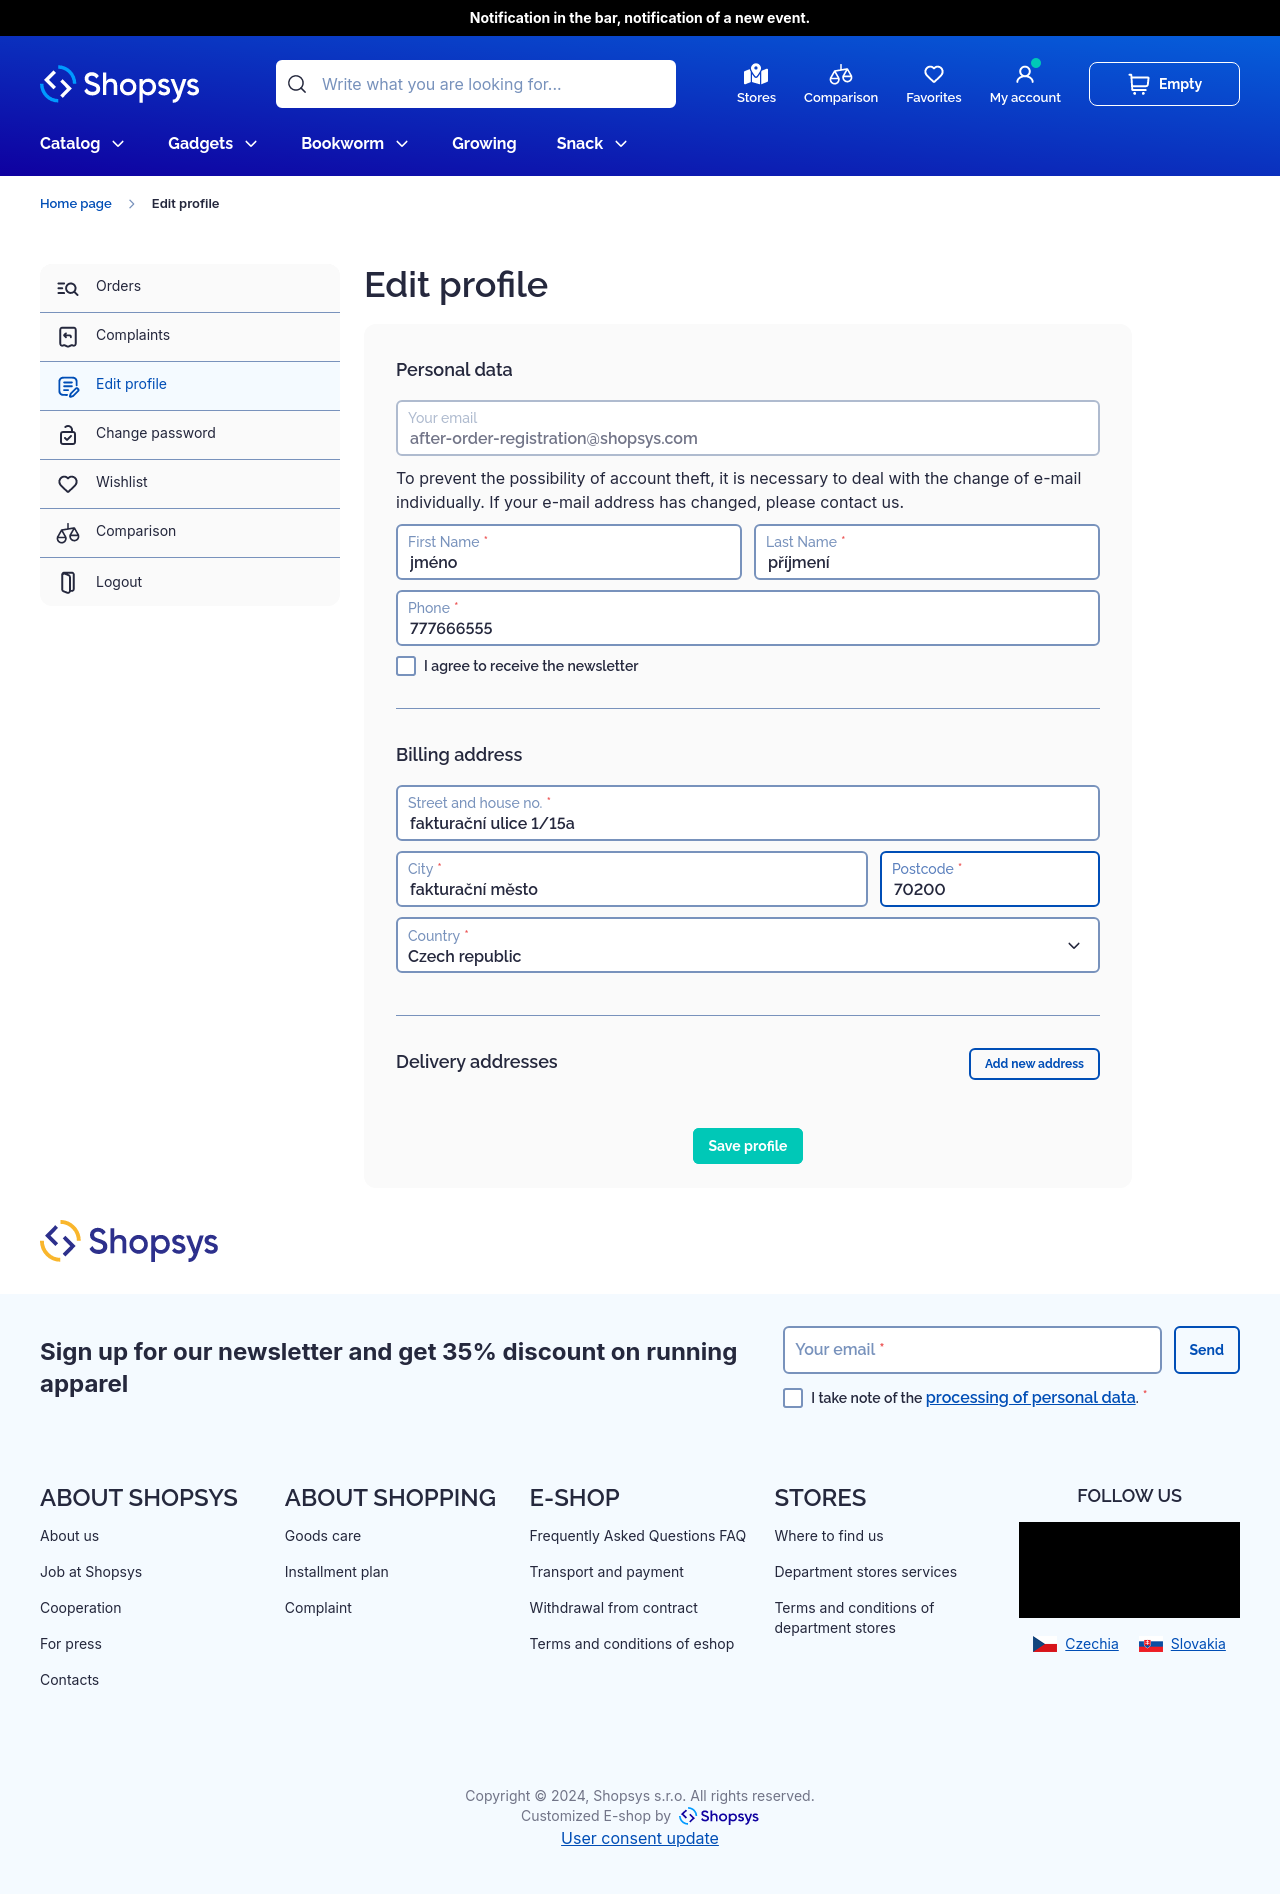 Notification in the bar, notification of a new event.
Shopsys
Write what you are looking for...
Stores
Comparison
Favorites
My account
Empty
Catalog
Gadgets
Bookworm
Growing
Snack
Home page
Edit profile
Orders
Complaints
Edit profile
Change password
Wishlist
Comparison
Logout
Edit profile
Personal data
Your email
after-order-registration@shopsys.com
To prevent the possibility of account theft, it is necessary to deal with the change of e-mail
individually. If your e-mail address has changed, please contact us.
First Name *
jméno
Last Name *
příjmení
Phone *
777666555
I agree to receive the newsletter
Billing address
Street and house no. *
fakturační ulice 1/15a
City *
fakturační město
Postcode *
70200
Country *
Czech republic
Delivery addresses
Add new address
Save profile
Shopsys
Sign up for our newsletter and get 35% discount on running
apparel
Your email *
Send
I take note of the processing of personal data. *
ABOUT SHOPSYS
About us
Job at Shopsys
Cooperation
For press
Contacts
ABOUT SHOPPING
Goods care
Installment plan
Complaint
E-SHOP
Frequently Asked Questions FAQ
Transport and payment
Withdrawal from contract
Terms and conditions of eshop
STORES
Where to find us
Department stores services
Terms and conditions of
department stores
FOLLOW US
Czechia
Slovakia
Copyright © 2024, Shopsys s.r.o. All rights reserved.
Customized E-shop by Shopsys
User consent update